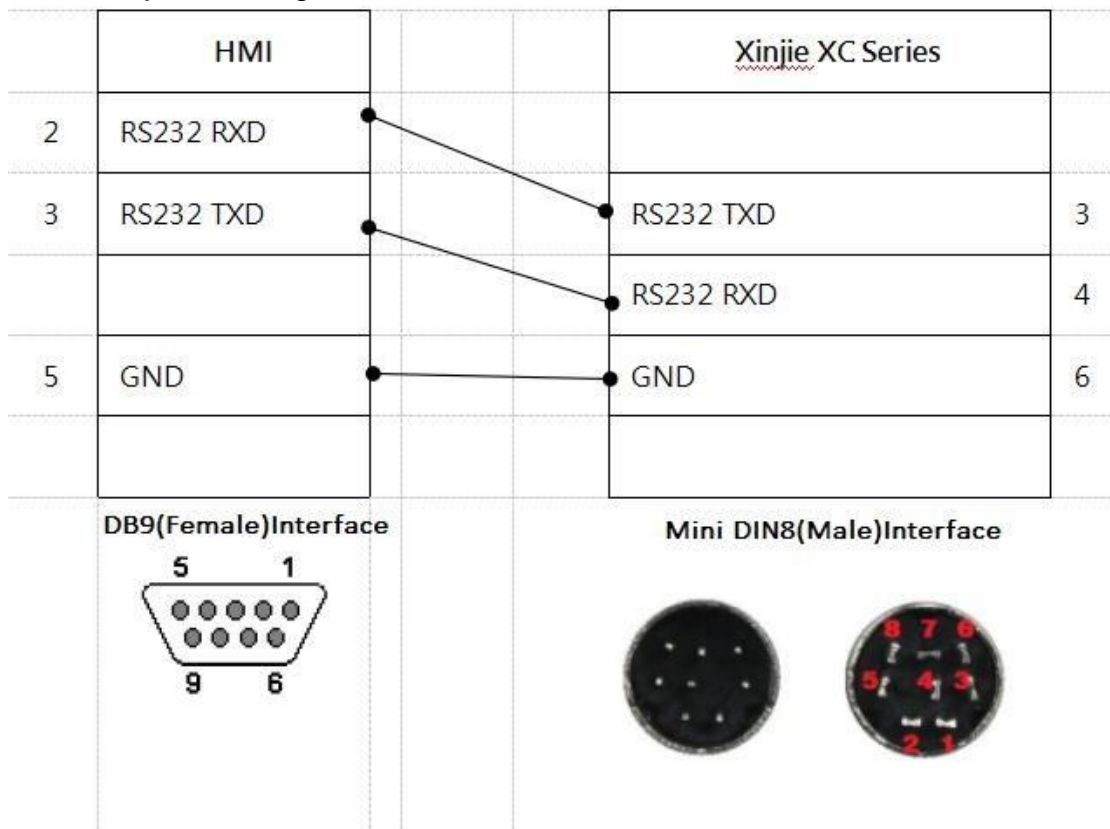 HMI Xinjie XC Series
2 RS232 RXD
3 RS232 TXD RS232 TXD 3
RS232 RXD 4
5 GND GND 6
DB9(Female)Interface Mini DIN8(Male)Interface
5 1
9 6
8 7 6
5 4 3
2 1